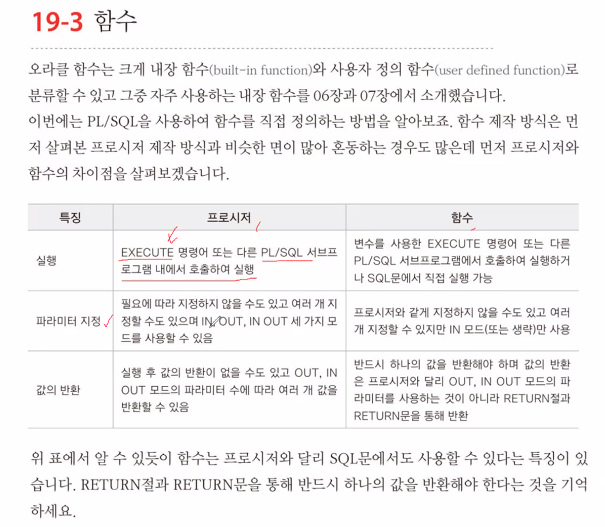 19-3 함수
오라클 함수는 크게 내장 함수(built-in function)와 사용자 정의 함수(user defined function)로
분류할 수 있고 그중 자주 사용하는 내장 함수를 06장과 07장에서 소개했습니다.
이번에는 PL/SQL을 사용하여 함수를 직접 정의하는 방법을 알아보죠. 함수 제작 방식은 먼
저 살펴본 프로시저 제작 방식과 비슷한 면이 많아 혼동하는 경우도 많은데 먼저 프로시저와
함수의 차이점을 살펴보겠습니다.
특징 프로시저 함수
실행
EXECUTE 명령어 또는 다른 PL/SQL 서브프
로그램 내에서 호출하여 실행
변수를 사용한 EXECUTE 명령어 또는 다른
PL/SQL 서브프로그램에서 호출하여 실행하거
나 SQL문에서 직접 실행 가능
파라미터 지정
필요에 따라 지정하지 않을 수도 있고 여러 개 지
정할 수도 있으며 IN, OUT, IN OUT 세 가지 모
드를 사용할 수 있음
프로시저와 같게 지정하지 않을 수도 있고 여러
개 지정할 수 있지만 IN 모드(또는 생략)만 사용
값의 반환
실행 후 값의 반환이 없을 수도 있고 OUT, IN
OUT 모드의 파라미터 수에 따라 여러 개 값을
반환할 수 있음
반드시 하나의 값을 반환해야 하며 값의 반환
은 프로시저와 달리 OUT, IN OUT 모드의 파
라미터를 사용하는 것이 아니라 RETURN절과
RETURN문을 통해 반환
위 표에서 알 수 있듯이 함수는 프로시저와 달리 SQL문에서도 사용할 수 있다는 특징이 있
습니다. RETURN절과 RETURN문을 통해 반드시 하나의 값을 반환해야 한다는 것을 기억
하세요.